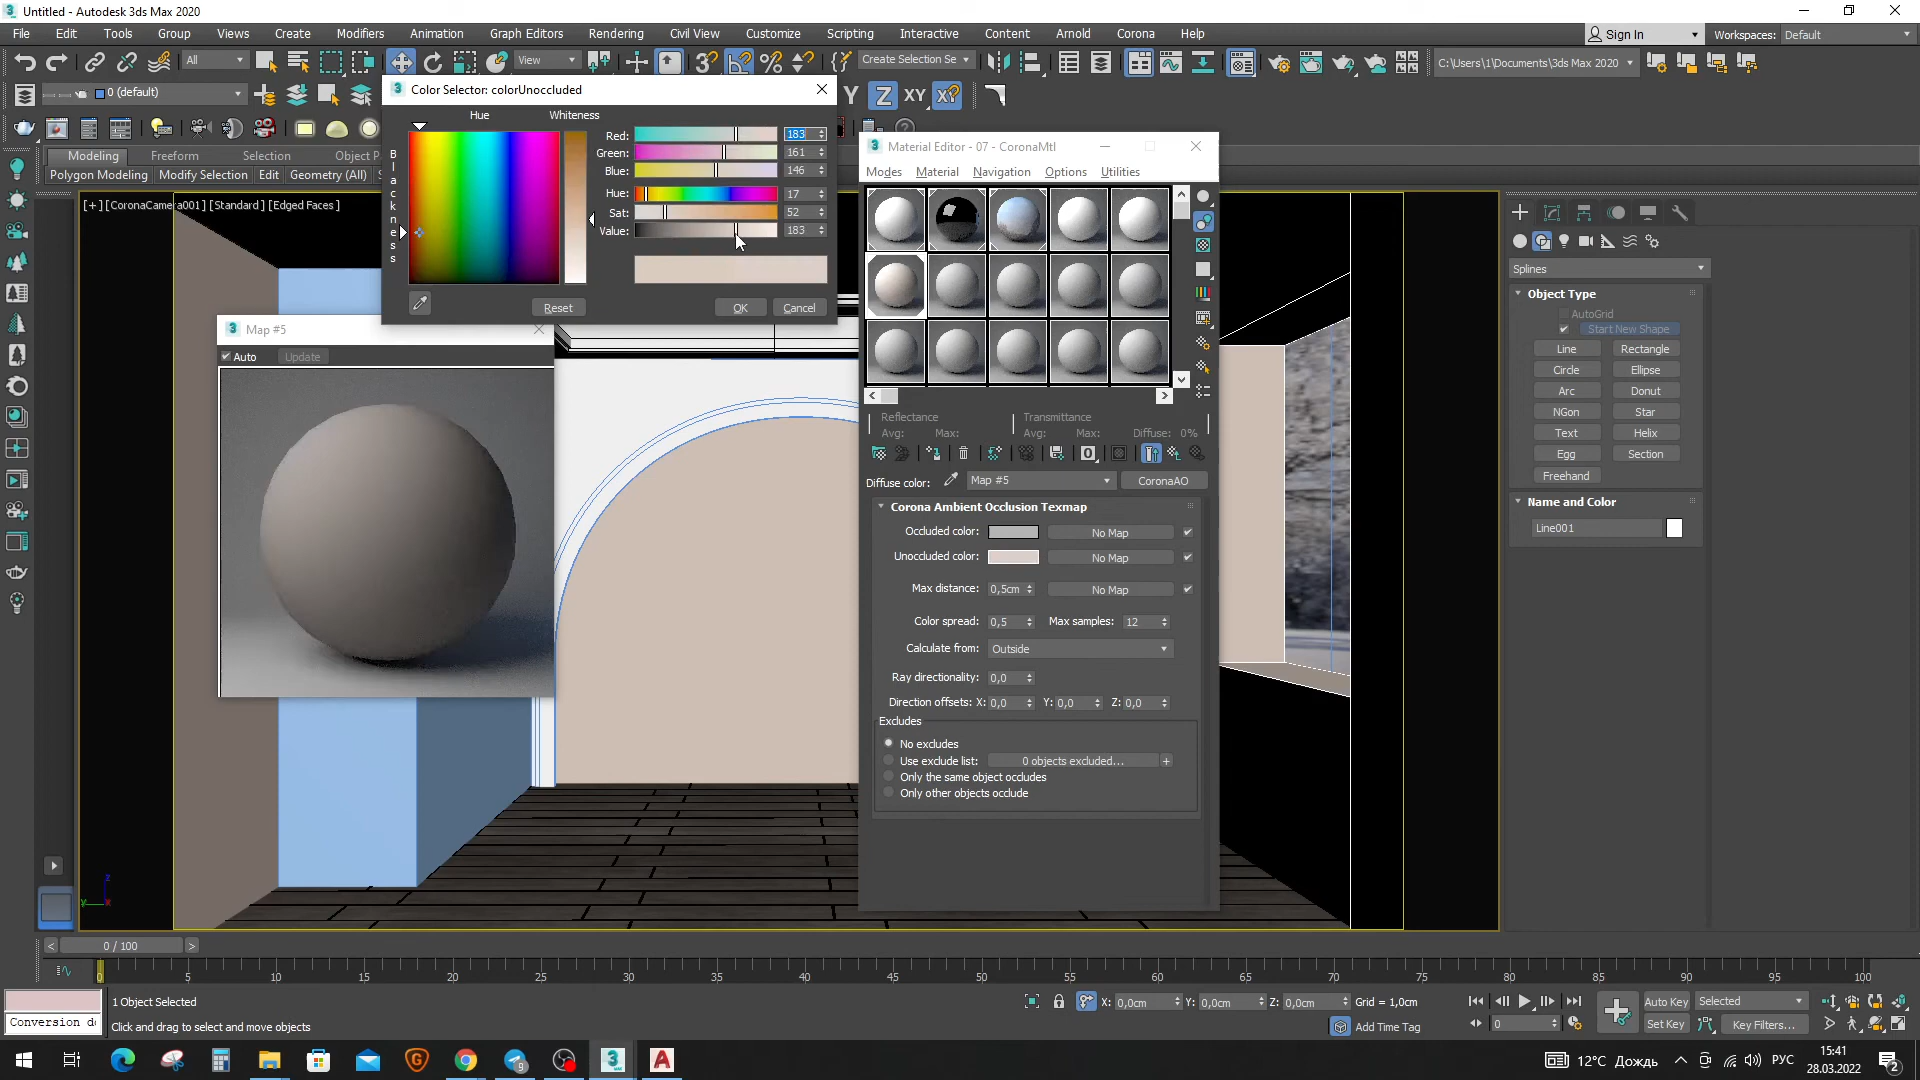 Untitled - Autodesk 3ds Max 2020
File Edit Tools Group Views Create Modifiers Animation Graph Editors Rendering Civil View Customize Scripting Interactive Content Arnold Corona Help
Sign In Workspaces: Default
All View Create Selection Se C:\Users\1\Documents\3ds Max 2020
0 (default)
Color Selector: colorUnoccluded
Y Z XY XY
Hue Whiteness
Blackness
Red: 183
Green: 161
Blue: 146
Hue: 17
Sat: 52
Value: 183
Reset OK Cancel
Modeling Freeform Selection Object P
Polygon Modeling Modify Selection Edit Geometry (All)
[+] [CoronaCamera001] [Standard] [Edged Faces]
Map #5
Auto Update
Material Editor - 07 - CoronaMtl
Modes Material Navigation Options Utilities
Reflectance Transmittance
Avg: Max: Avg: Max: Diffuse: 0%
Diffuse color: Map #5 CoronaAO
Corona Ambient Occlusion Texmap
Occluded color: No Map
Unoccluded color: No Map
Max distance: 0,5cm No Map
Color spread: 0,5 Max samples: 12
Calculate from: Outside
Ray directionality: 0,0
Direction offsets: X: 0,0 Y: 0,0 Z: 0,0
Excludes
No excludes
Use exclude list: 0 objects excluded... +
Only the same object occludes
Only other objects occlude
Splines
Object Type
AutoGrid
Start New Shape
Line Rectangle
Circle Ellipse
Arc Donut
NGon Star
Text Helix
Egg Section
Freehand
Name and Color
Line001
z
y x
0 / 100
0 5 10 15 20 25 30 35 40 45 50 55 60 65 70 75 80 85 90 95 100
1 Object Selected
Click and drag to select and move objects
X: 0,0cm Y: 0,0cm Z: 0,0cm Grid = 1,0cm
Add Time Tag
0
Auto Key Selected
Set Key Key Filters...
12°C Дождь РУС
15:41
28.03.2022
2